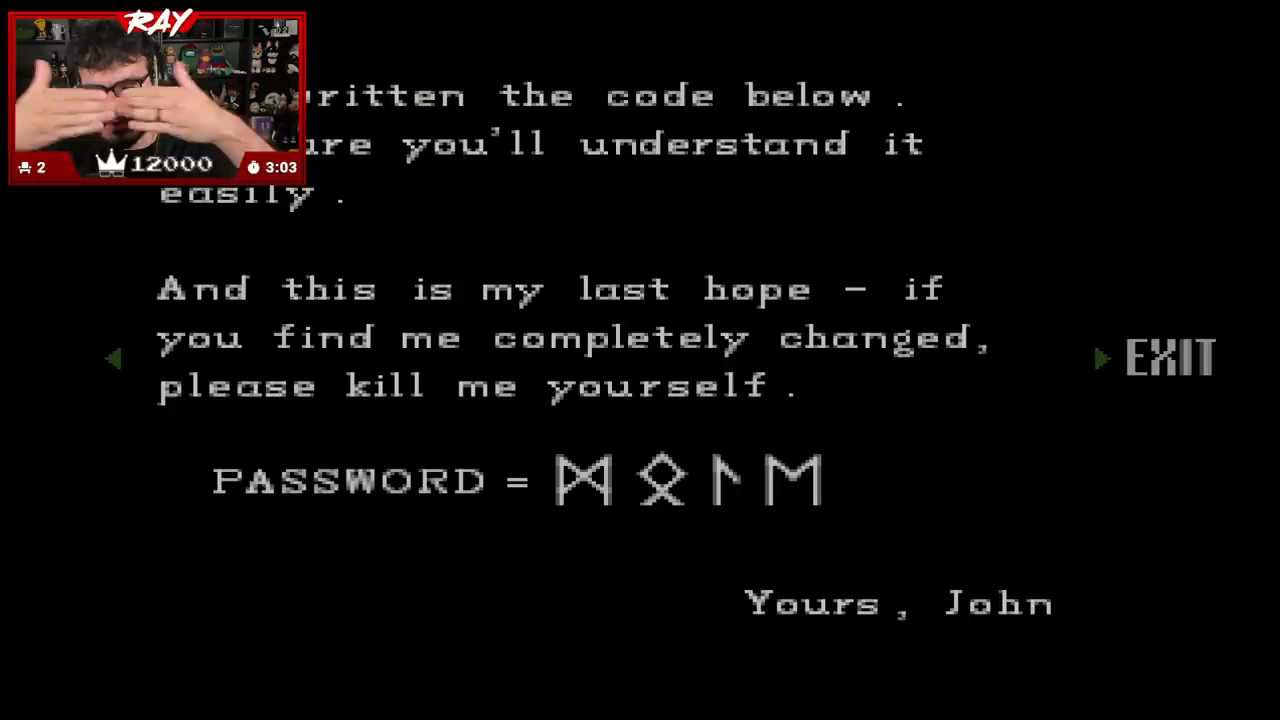 RAY
written the code below.
you'll understand it
easily.
2
12000
3:03
And this is my last hope - if
you find me completely changed,
please kill me yourself.
EXIT
PASSWORD = ᛞᛟᛚᛖ
Yours, John